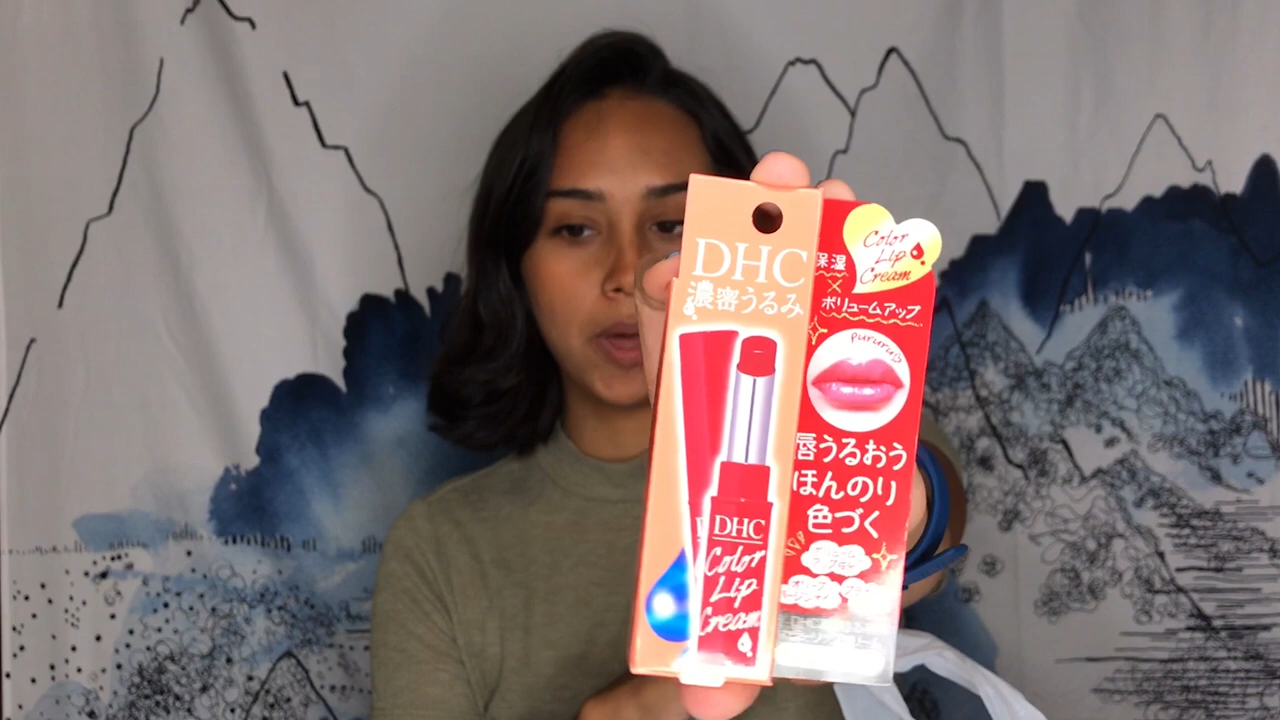 DHC
濃密うるみ
DHC
Color
Lip
Cream
Color
Lip
Cream
保湿
×
ボリュームアップ
pururun
唇うるおう
ほんのり
色づく